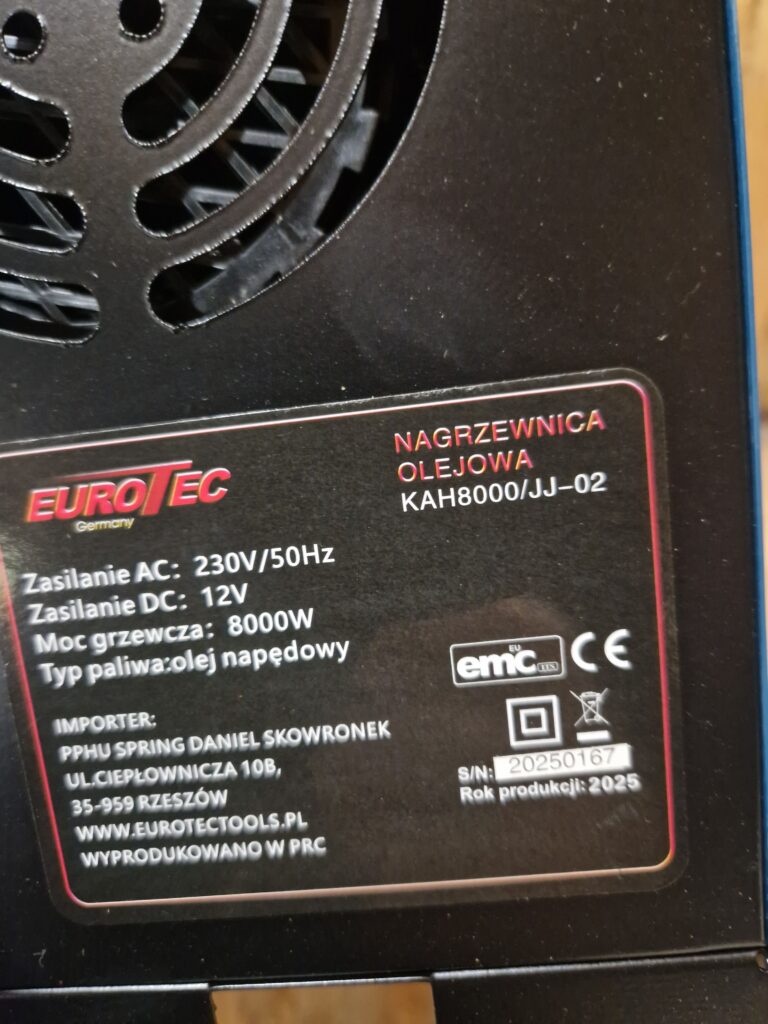 EUROTEC
Germany
NAGRZEWNICA
OLEJOWA
KAH8000/JJ-02
Zasilanie AC: 230V/50Hz
Zasilanie DC: 12V
Moc grzewcza: 8000W
Typ paliwa:olej napędowy
EU
emc
CE
IMPORTER:
PPHU SPRING DANIEL SKOWRONEK
UL.CIEPŁOWNICZA 10B,
35-959 RZESZÓW
WWW.EUROTECTOOLS.PL
WYPRODUKOWANO W PRC
S/N: 20250167
Rok produkcji: 2025